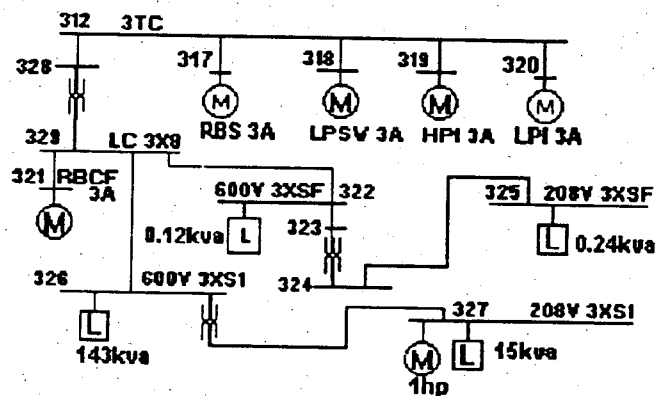 312 3TC
328 317 318 319 320
M M M M
RBS 3A LPSW 3A HPI 3A LPI 3A
329 LC 3X8
321 RBCF
3A
M
600V 3XSF 322
325 208V 3XSF
323
0.12kva L
L 0.24kva
324
326 600V 3XS1
327 208V 3XS1
L
143kva
M L 15kva
1hp